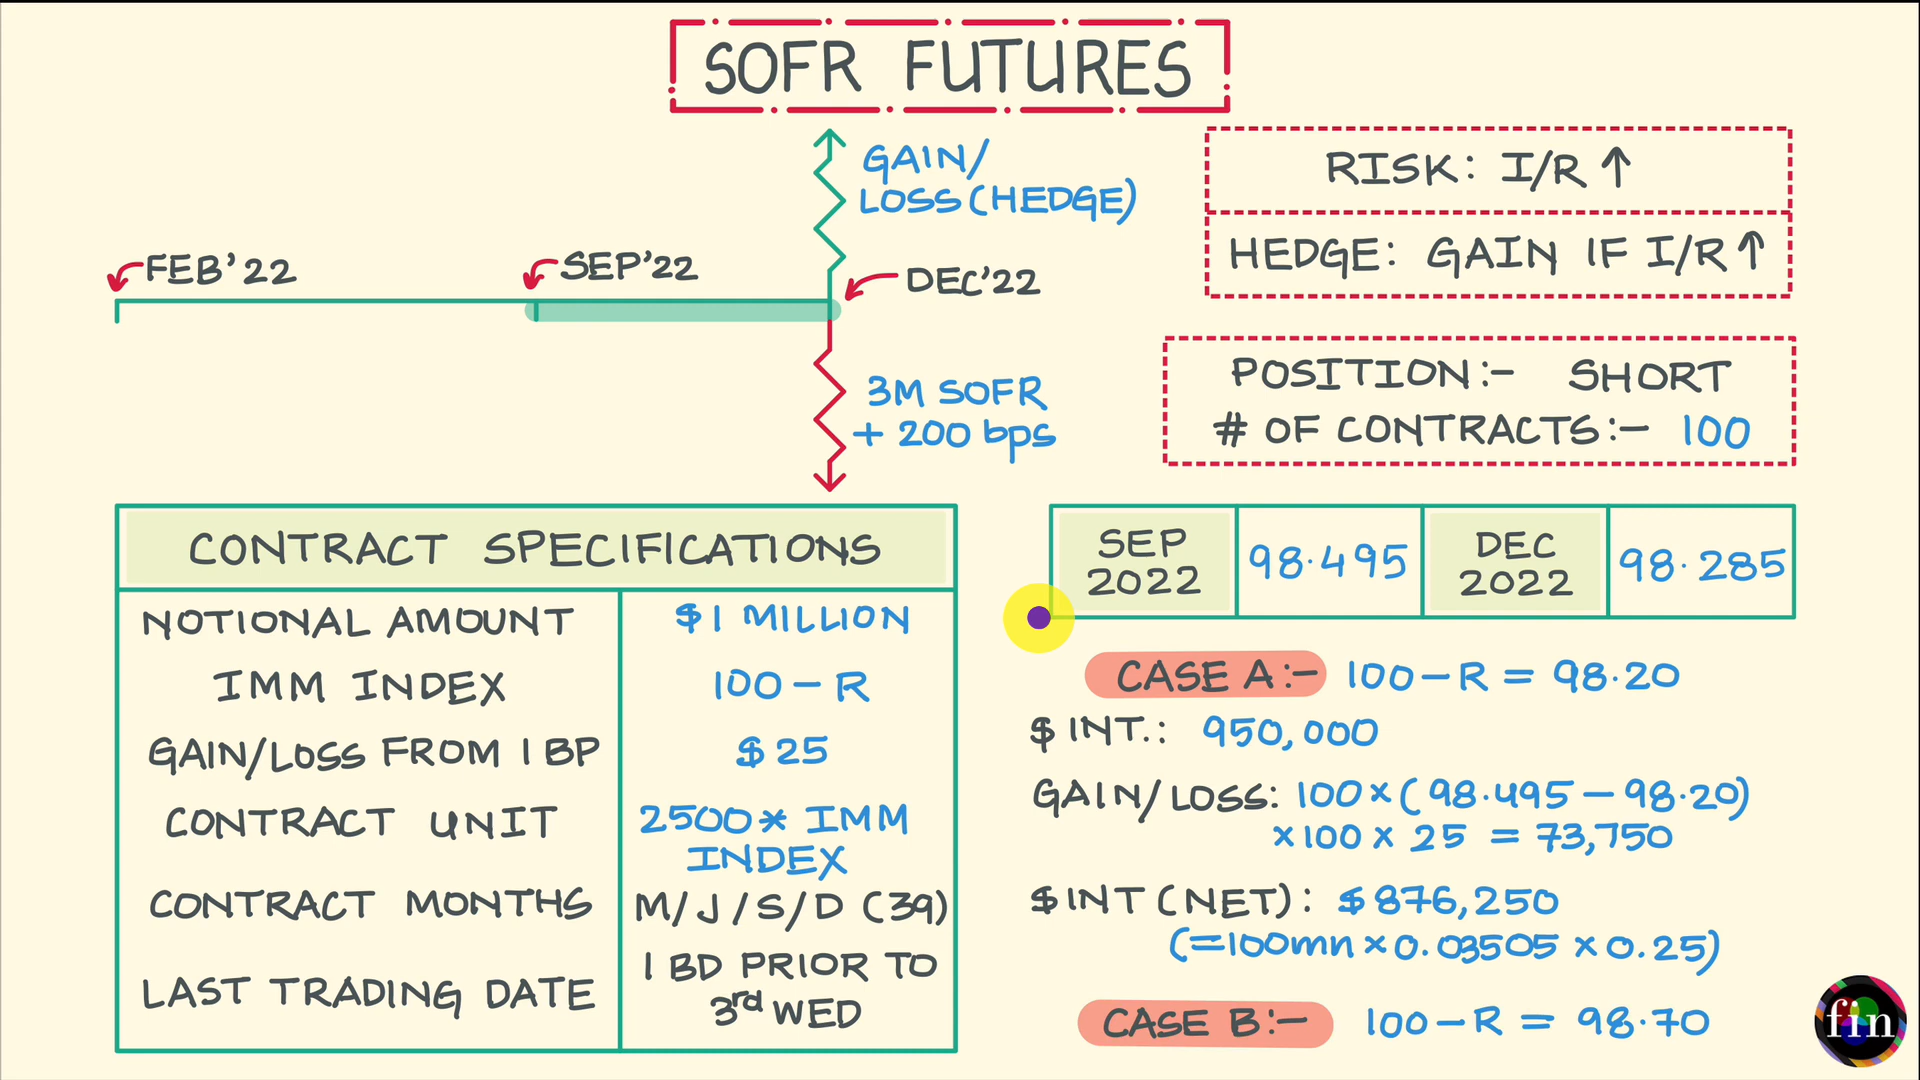 SOFR FUTURES
GAIN/
LOSS(HEDGE)
FEB'22
SEP'22
DEC'22
3M SOFR
+ 200 bps
RISK: I/R ↑
HEDGE: GAIN IF I/R ↑
POSITION:- SHORT
# OF CONTRACTS:- 100
CONTRACT SPECIFICATIONS
NOTIONAL AMOUNT $1 MILLION
IMM INDEX 100 - R
GAIN/LOSS FROM 1 BP $25
CONTRACT UNIT 2500* IMM
INDEX
CONTRACT MONTHS M/J/S/D (39)
LAST TRADING DATE 1 BD PRIOR TO
3rd WED
SEP
2022
98.495
DEC
2022
98.285
CASE A:- 100-R = 98.20
$ INT.: 950,000
GAIN/LOSS: 100×(98.495 - 98.20)
×100 × 25 = 73,750
$INT(NET): $876,250
(=100mn×0.03505×0.25)
CASE B:- 100-R = 98.70
fin